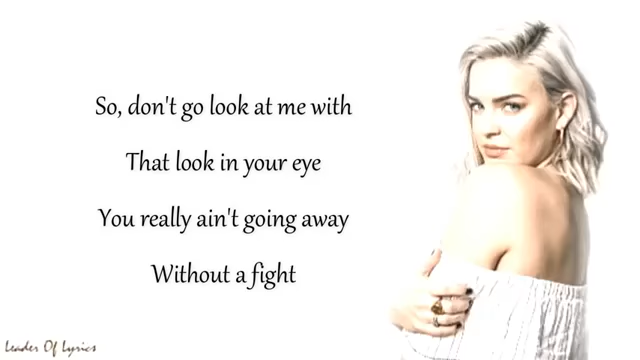 So, don't go look at me with
That look in your eye
You really ain't going away
Without a fight
Leader Of Lyrics